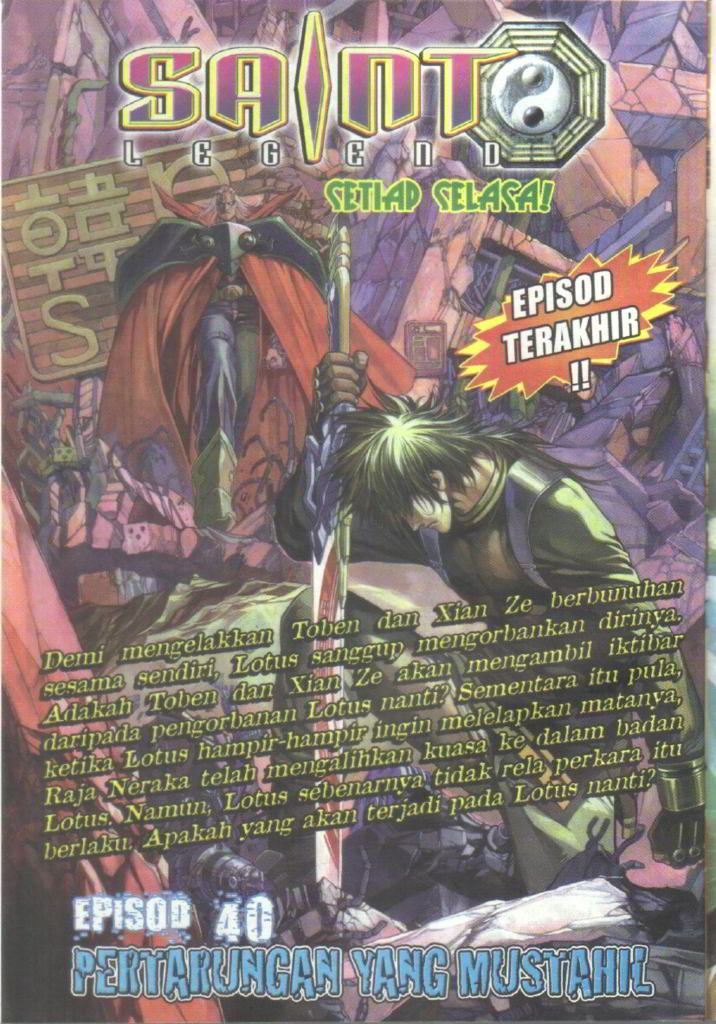 SAINT
LEGEND
SETIAP SELASA!
EPISOD
TERAKHIR
!!
Demi mengelakkan Toben dan Xian Ze berbunuhan
sesama sendiri, Lotus sanggup mengorbankan dirinya.
Adakah Toben dan Xian Ze akan mengambil iktibar
daripada pengorbanan Lotus nanti? Sementara itu pula,
ketika Lotus hampir-hampir ingin melelapkan matanya,
Raja Neraka telah mengalihkan kuasa ke dalam badan
Lotus. Namun, Lotus sebenarnya tidak rela perkara itu
berlaku. Apakah yang akan terjadi pada Lotus nanti?
EPISOD 40
PERTARUNGAN YANG MUSTAHIL